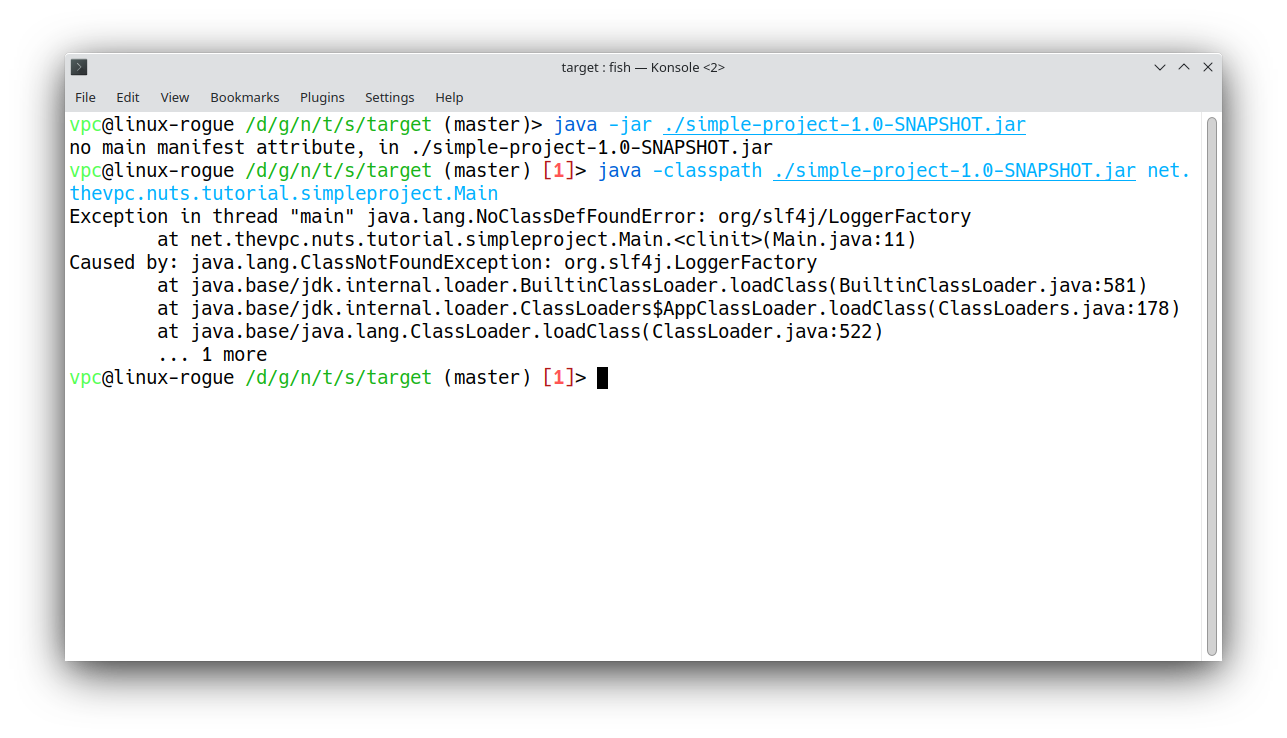 target : fish — Konsole <2>
File Edit View Bookmarks Plugins Settings Help
vpc@linux-rogue /d/g/n/t/s/target (master)> java -jar ./simple-project-1.0-SNAPSHOT.jar
no main manifest attribute, in ./simple-project-1.0-SNAPSHOT.jar
vpc@linux-rogue /d/g/n/t/s/target (master) [1]> java -classpath ./simple-project-1.0-SNAPSHOT.jar net.
thevpc.nuts.tutorial.simpleproject.Main
Exception in thread "main" java.lang.NoClassDefFoundError: org/slf4j/LoggerFactory
        at net.thevpc.nuts.tutorial.simpleproject.Main.<clinit>(Main.java:11)
Caused by: java.lang.ClassNotFoundException: org.slf4j.LoggerFactory
        at java.base/jdk.internal.loader.BuiltinClassLoader.loadClass(BuiltinClassLoader.java:581)
        at java.base/jdk.internal.loader.ClassLoaders$AppClassLoader.loadClass(ClassLoaders.java:178)
        at java.base/java.lang.ClassLoader.loadClass(ClassLoader.java:522)
        ... 1 more
vpc@linux-rogue /d/g/n/t/s/target (master) [1]>